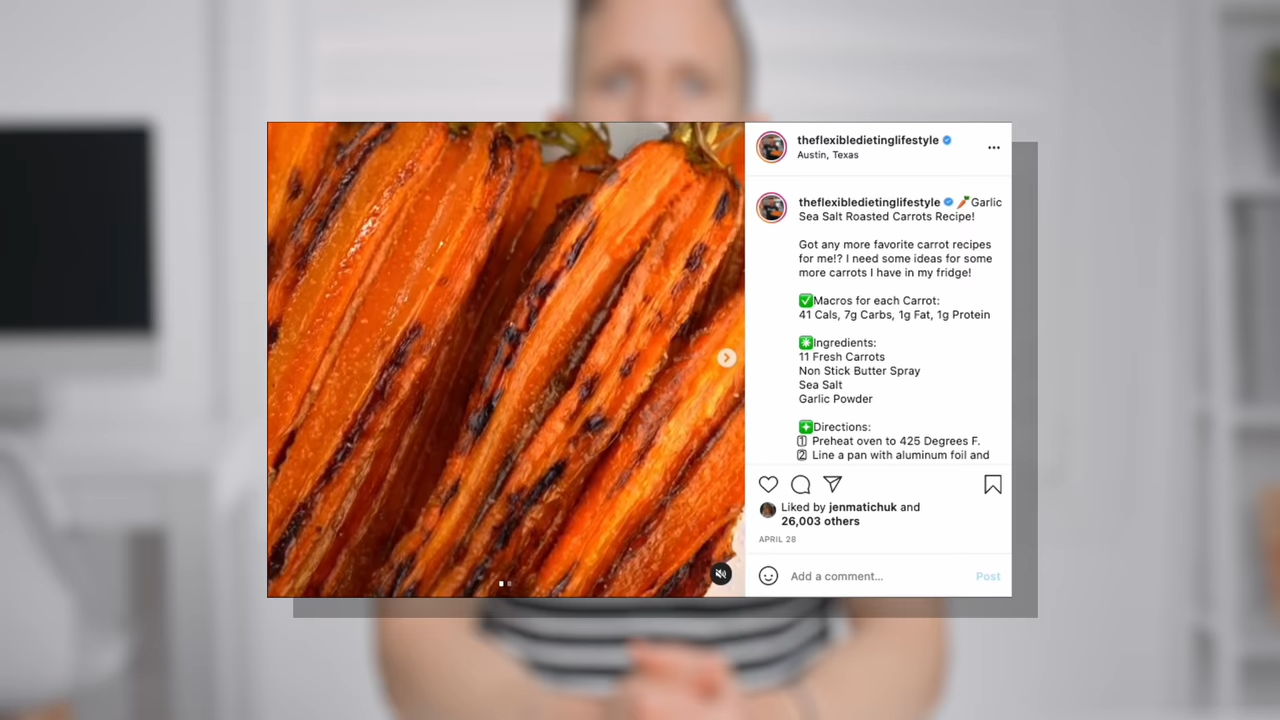 theflexibledietinglifestyle
Austin, Texas
theflexibledietinglifestyle 🥕Garlic
Sea Salt Roasted Carrots Recipe!
Got any more favorite carrot recipes
for me!? I need some ideas for some
more carrots I have in my fridge!
✅Macros for each Carrot:
41 Cals, 7g Carbs, 1g Fat, 1g Protein
✳️Ingredients:
11 Fresh Carrots
Non Stick Butter Spray
Sea Salt
Garlic Powder
Directions:
1 Preheat oven to 425 Degrees F.
2 Line a pan with aluminum foil and
Liked by jenmatichuk and
26,003 others
APRIL 28
Add a comment... Post